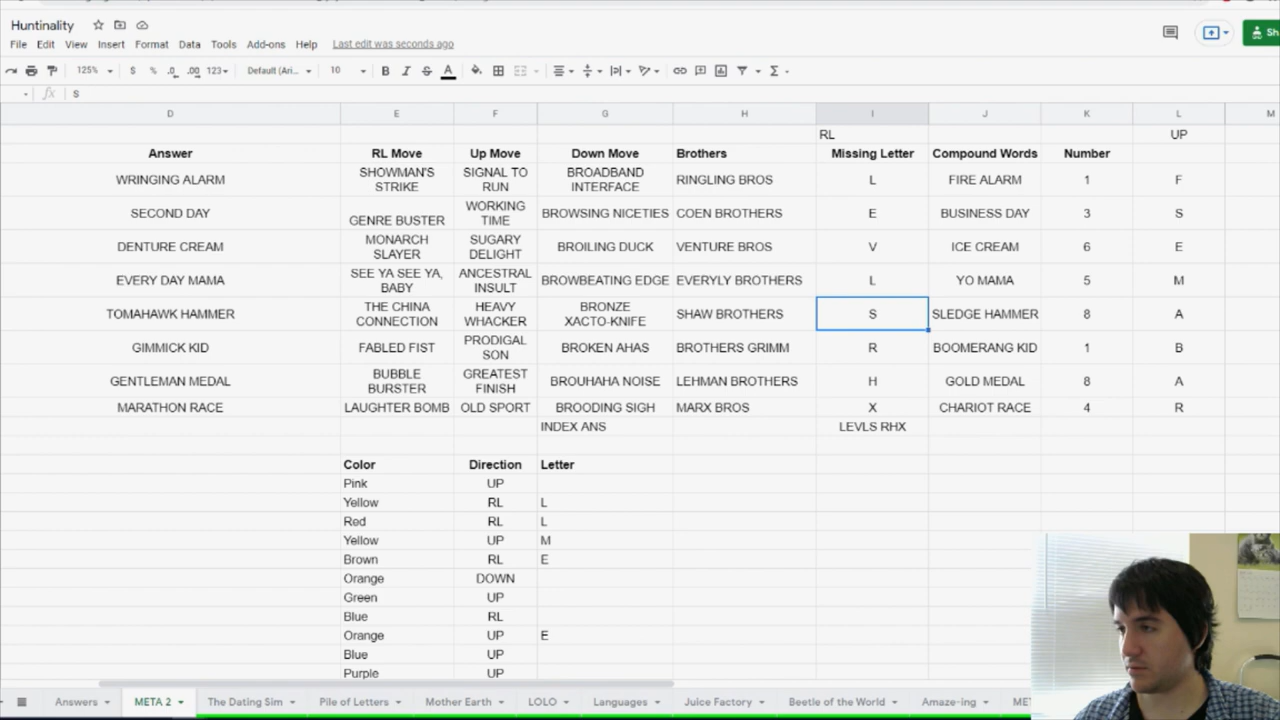 Huntinality
File Edit View Insert Format Data Tools Add-ons Help Last edit was seconds ago
125% $ % .0 .00 123 Default (Ari... 10 B I S A
fx S
D E F G H I J K L M
RL UP
Answer RL Move Up Move Down Move Brothers Missing Letter Compound Words Number
WRINGING ALARM SHOWMAN'S STRIKE SIGNAL TO RUN BROADBAND INTERFACE RINGLING BROS L FIRE ALARM 1 F
SECOND DAY GENRE BUSTER WORKING TIME BROWSING NICETIES COEN BROTHERS E BUSINESS DAY 3 S
DENTURE CREAM MONARCH SLAYER SUGARY DELIGHT BROILING DUCK VENTURE BROS V ICE CREAM 6 E
EVERY DAY MAMA SEE YA SEE YA, BABY ANCESTRAL INSULT BROWBEATING EDGE EVERYLY BROTHERS L YO MAMA 5 M
TOMAHAWK HAMMER THE CHINA CONNECTION HEAVY WHACKER BRONZE XACTO-KNIFE SHAW BROTHERS S SLEDGE HAMMER 8 A
GIMMICK KID FABLED FIST PRODIGAL SON BROKEN AHAS BROTHERS GRIMM R BOOMERANG KID 1 B
GENTLEMAN MEDAL BUBBLE BURSTER GREATEST FINISH BROUHAHA NOISE LEHMAN BROTHERS H GOLD MEDAL 8 A
MARATHON RACE LAUGHTER BOMB OLD SPORT BROODING SIGH MARX BROS X CHARIOT RACE 4 R
INDEX ANS LEVLS RHX
Color Direction Letter
Pink UP
Yellow RL L
Red RL L
Yellow UP M
Brown RL E
Orange DOWN
Green UP
Blue RL
Orange UP E
Blue UP
Purple UP
Answers META 2 The Dating Sim Pile of Letters Mother Earth LOLO Languages Juice Factory Beetle of the World Amaze-ing